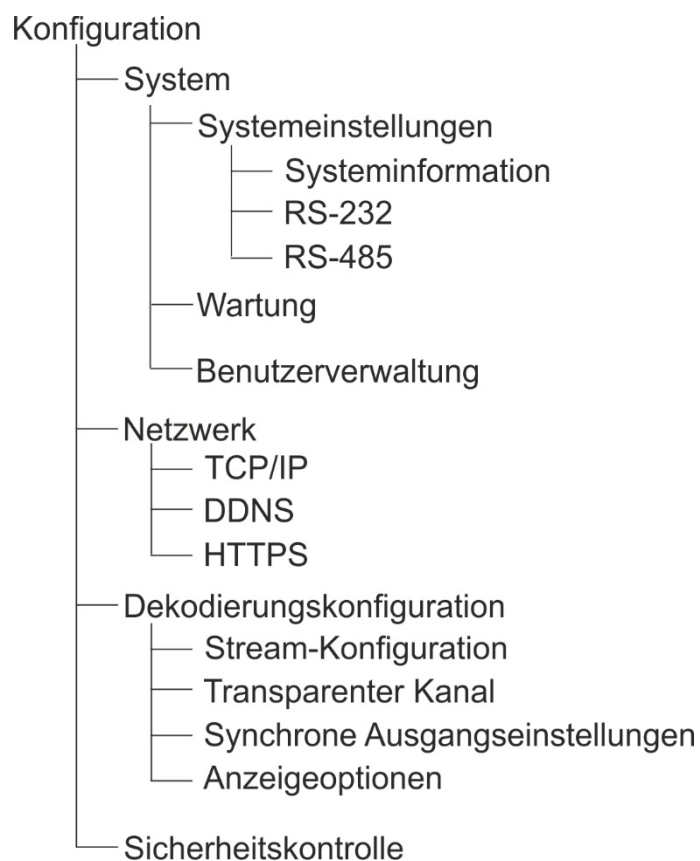 Konfiguration
System
Systemeinstellungen
Systeminformation
RS-232
RS-485
Wartung
Benutzerverwaltung
Netzwerk
TCP/IP
DDNS
HTTPS
Dekodierungskonfiguration
Stream-Konfiguration
Transparenter Kanal
Synchrone Ausgangseinstellungen
Anzeigeoptionen
Sicherheitskontrolle